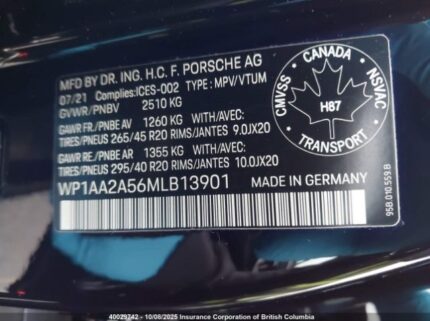 MFD BY DR. ING. H.C. F. PORSCHE AG
07/21 Complies:ICES-002 TYPE : MPV/VTUM
GVWR/PNBV 2510 KG
GAWR FR./PNBE AV 1260 KG WITH/AVEC:
TIRES/PNEUS 265/45 R20 RIMS/JANTES 9.0JX20
GAWR RR./PNBE AR 1355 KG WITH/AVEC:
TIRES/PNEUS 295/40 R20 RIMS/JANTES 10.0JX20
WP1AA2A56MLB13901 MADE IN GERMANY
CANADA
CMVSS
NSVAC
H87
TRANSPORT
95B.010.559.B
40029742 - 10/08/2025 Insurance Corporation of British Columbia